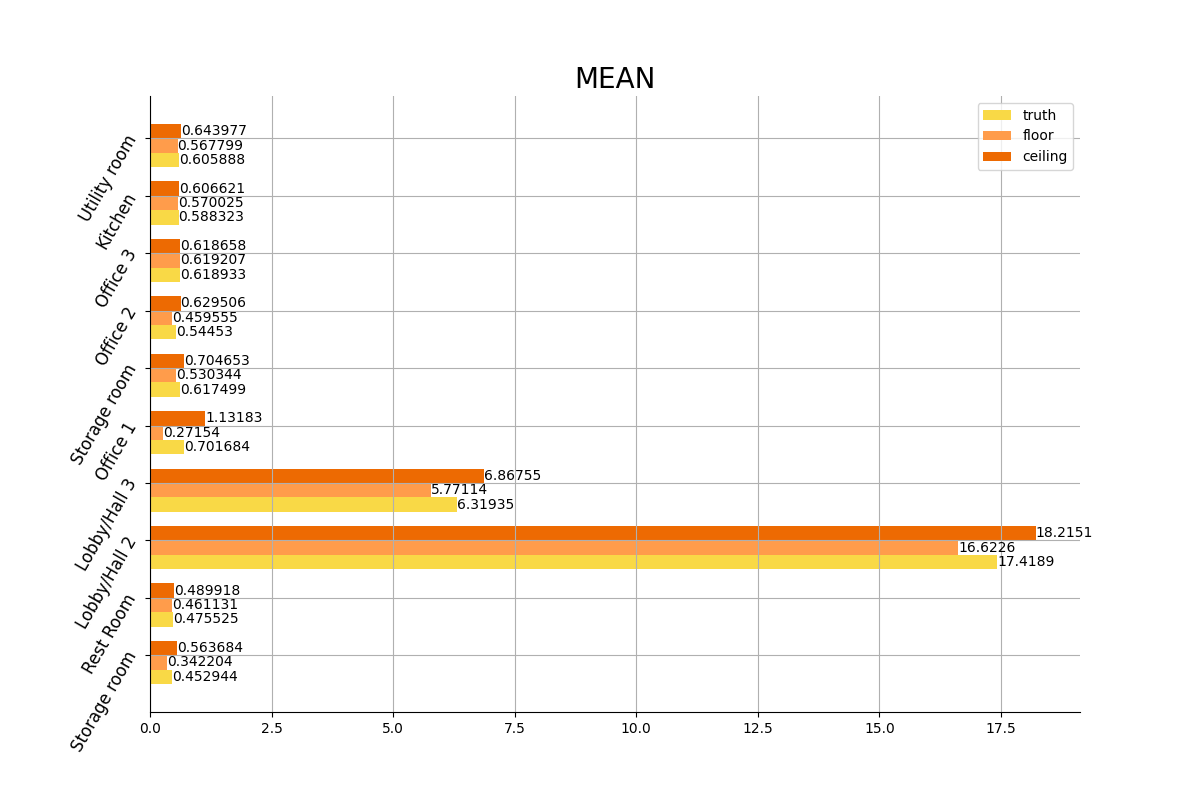 MEAN
truth
floor
ceiling
Utility room
0.643977
0.567799
0.605888
Kitchen
0.606621
0.570025
0.588323
Office 3
0.618658
0.619207
0.618933
Office 2
0.629506
0.459555
0.54453
Storage room
0.704653
0.530344
0.617499
Office 1
1.13183
0.27154
0.701684
Lobby/Hall 3
6.86755
5.77114
6.31935
Lobby/Hall 2
18.2151
16.6226
17.4189
Rest Room
0.489918
0.461131
0.475525
Storage room
0.563684
0.342204
0.452944
0.0 2.5 5.0 7.5 10.0 12.5 15.0 17.5